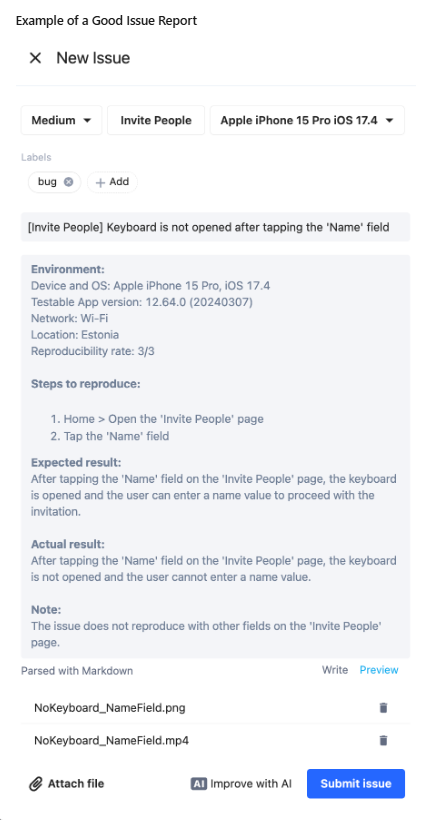 Example of a Good Issue Report
New Issue
Medium Invite People Apple iPhone 15 Pro iOS 17.4
Labels
bug + Add
[Invite People] Keyboard is not opened after tapping the 'Name' field
Environment:
Device and OS: Apple iPhone 15 Pro, iOS 17.4
Testable App version: 12.64.0 (20240307)
Network: Wi-Fi
Location: Estonia
Reproducibility rate: 3/3
Steps to reproduce:
1. Home > Open the 'Invite People' page
2. Tap the 'Name' field
Expected result:
After tapping the 'Name' field on the 'Invite People' page, the keyboard
is opened and the user can enter a name value to proceed with the
invitation.
Actual result:
After tapping the 'Name' field on the 'Invite People' page, the keyboard
is not opened and the user cannot enter a name value.
Note:
The issue does not reproduce with other fields on the 'Invite People'
page.
Parsed with Markdown Write Preview
NoKeyboard_NameField.png
NoKeyboard_NameField.mp4
Attach file AI Improve with AI Submit issue